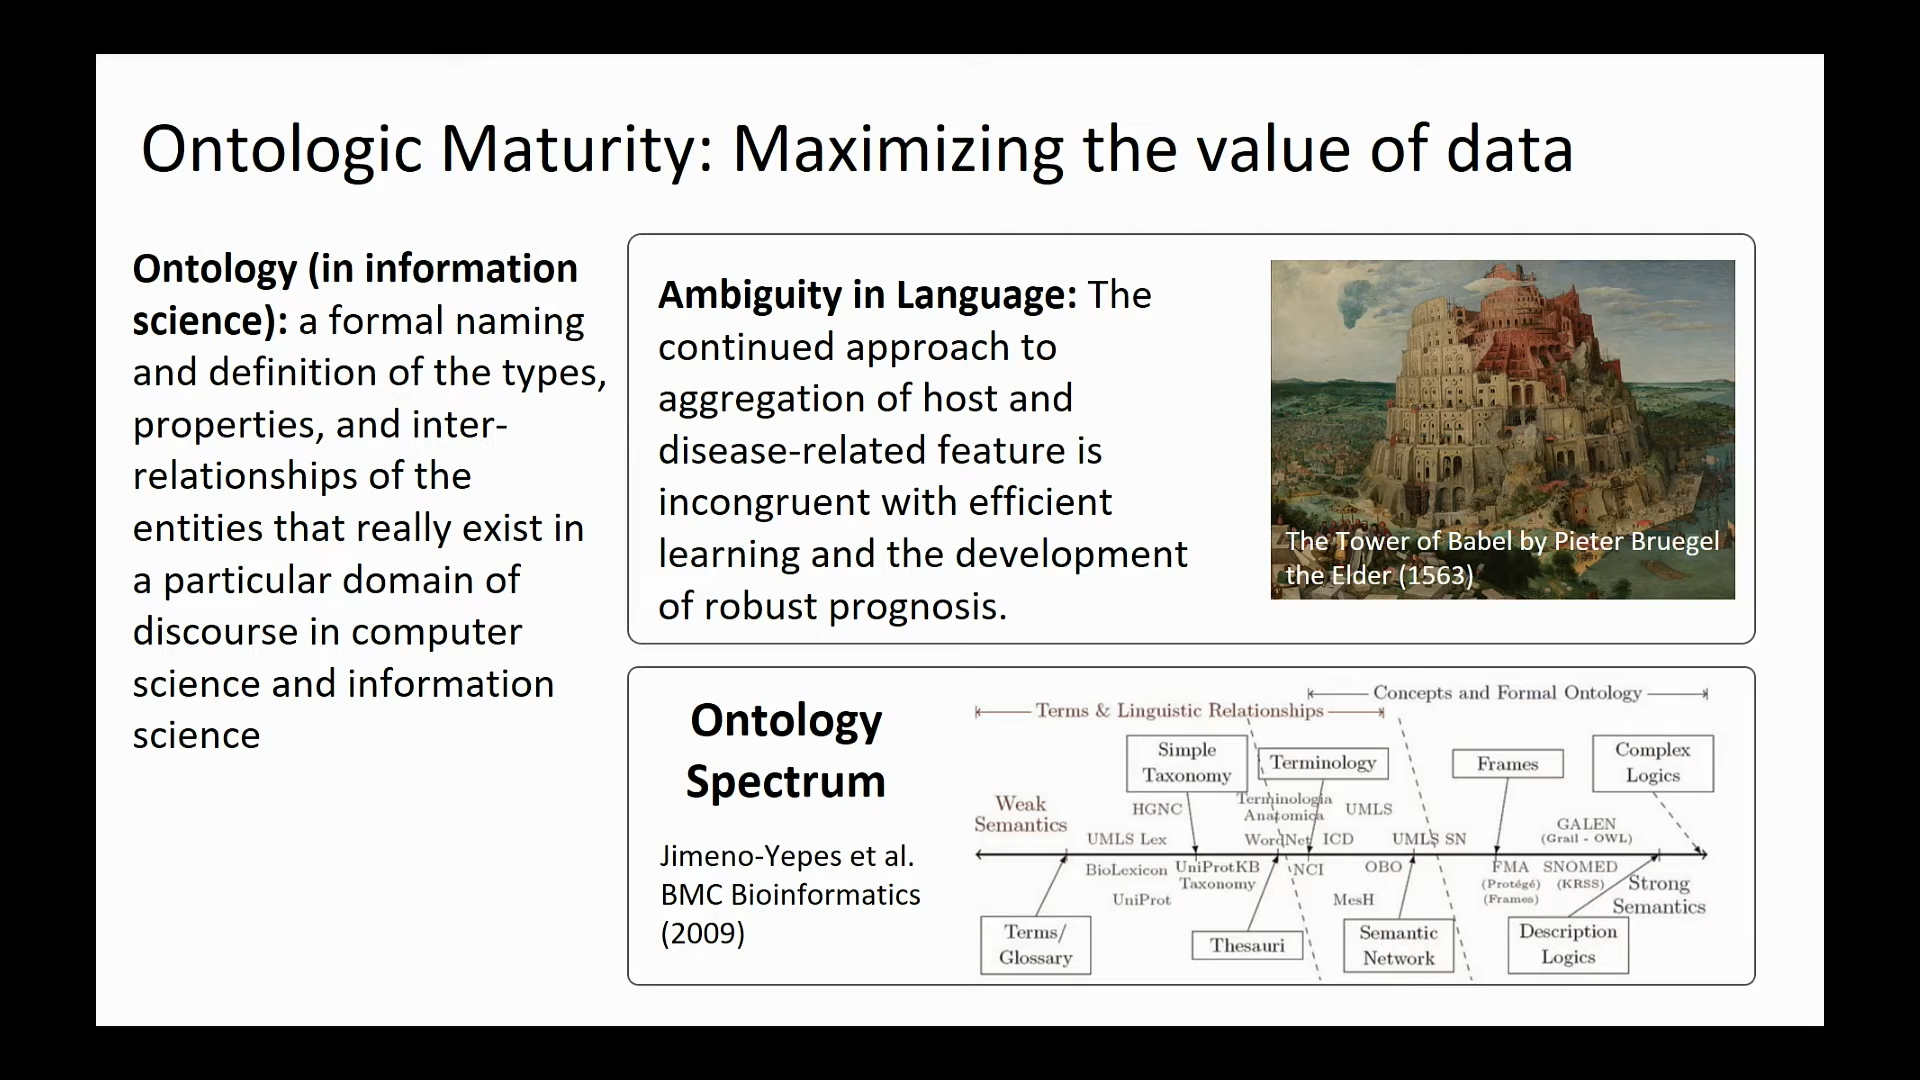 Ontologic Maturity: Maximizing the value of data
Ontology (in information
science): a formal naming
and definition of the types,
properties, and inter-
relationships of the
entities that really exist in
a particular domain of
discourse in computer
science and information
science
Ambiguity in Language: The
continued approach to
aggregation of host and
disease-related feature is
incongruent with efficient
learning and the development
of robust prognosis.
The Tower of Babel by Pieter Bruegel
the Elder (1563)
Ontology
Spectrum
Jimeno-Yepes et al.
BMC Bioinformatics
(2009)
Concepts and Formal Ontology
Terms & Linguistic Relationships
Simple
Taxonomy
Terminology
Frames
Complex
Logics
Weak
Semantics
HGNC
Terminologia
Anatomica
UMLS
UMLS Lex
WordNet
ICD
UMLS SN
GALEN
(Grail - OWL)
BioLexicon
UniProtKB
Taxonomy
NCI
OBO
FMA
(Protégé)
(Frames)
SNOMED
(KRSS)
Strong
Semantics
UniProt
MesH
Terms/
Glossary
Thesauri
Semantic
Network
Description
Logics